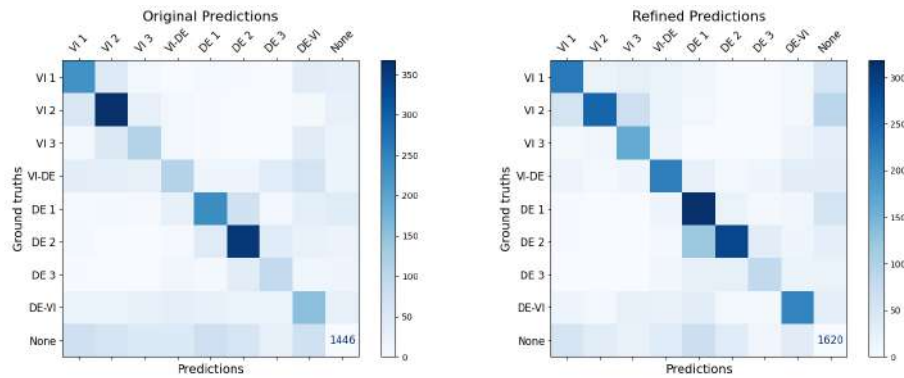 Original Predictions
VI 1
VI 2
VI 3
VI-DE
DE 1
DE 2
DE 3
DE-VI
None
VI 1
VI 2
VI 3
VI-DE
DE 1
DE 2
DE 3
DE-VI
None
Ground truths
1446
Predictions
350
300
250
200
150
100
50
0
Refined Predictions
VI 1
VI 2
VI 3
VI-DE
DE 1
DE 2
DE 3
DE-VI
None
VI 1
VI 2
VI 3
VI-DE
DE 1
DE 2
DE 3
DE-VI
None
Ground truths
1620
Predictions
300
250
200
150
100
50
0